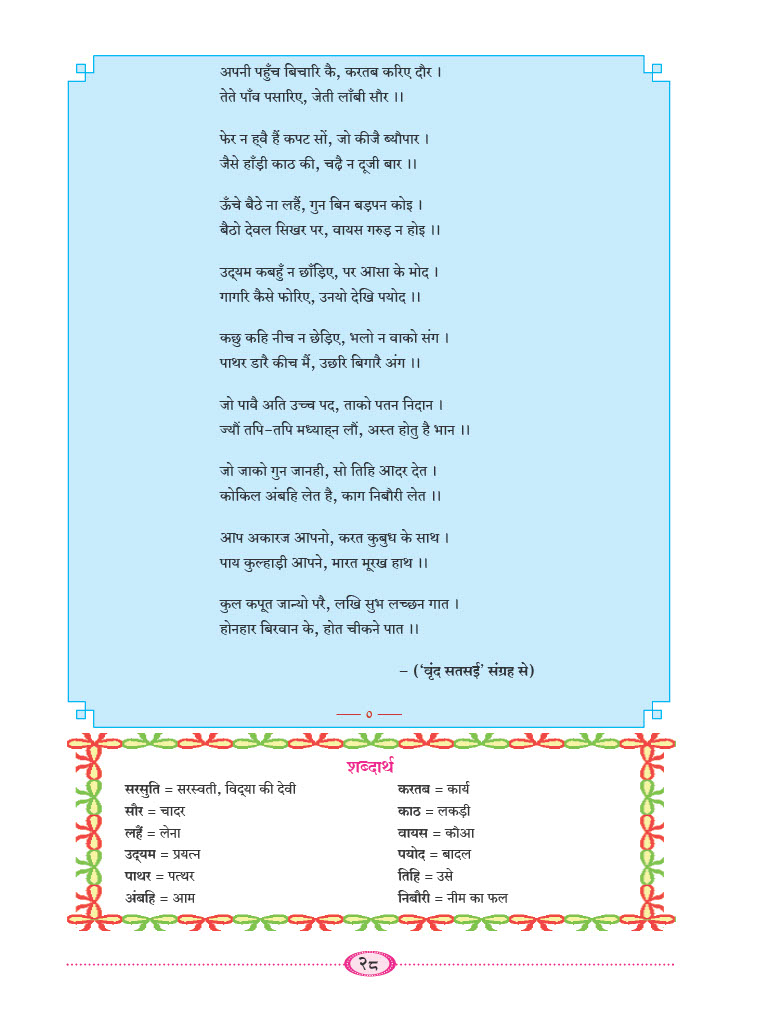 अपनी पहुँच बिचारि कै, करतब करिए दौर ।
तेते पाँव पसारिए, जेती लाँबी सौर ।।
फेर न ह्वै हैं कपट सों, जो कीजै ब्यौपार ।
जैसे हाँड़ी काठ की, चढ़ै न दूजी बार ।।
ऊँचे बैठे ना लहैं, गुन बिन बड़पन कोइ ।
बैठो देवल सिखर पर, वायस गरुड़ न होइ ।।
उद्यम कबहुँ न छाँड़िए, पर आसा के मोद ।
गागरि कैसे फोरिए, उनयो देखि पयोद ।।
कछु कहि नीच न छेड़िए, भलो न वाको संग ।
पाथर डारै कीच मैं, उछरि बिगारै अंग ।।
जो पावै अति उच्च पद, ताको पतन निदान ।
ज्यौं तपि-तपि मध्याह्न लौं, अस्त होतु है भान ।।
जो जाको गुन जानही, सो तिहि आदर देत ।
कोकिल अंबहि लेत है, काग निबौरी लेत ।।
आप अकारज आपनो, करत कुबुध के साथ ।
पाय कुल्हाड़ी आपने, मारत मूरख हाथ ।।
कुल कपूत जान्यो परै, लखि सुभ लच्छन गात ।
होनहार बिरवान के, होत चीकने पात ।।
– (‘वृंद सतसई’ संग्रह से)
०
शब्दार्थ
सरसुति = सरस्वती, विद्या की देवी करतब = कार्य
सौर = चादर काठ = लकड़ी
लहैं = लेना वायस = कौआ
उद्यम = प्रयत्न पयोद = बादल
पाथर = पत्थर तिहि = उसे
अंबहि = आम निबौरी = नीम का फल
२८